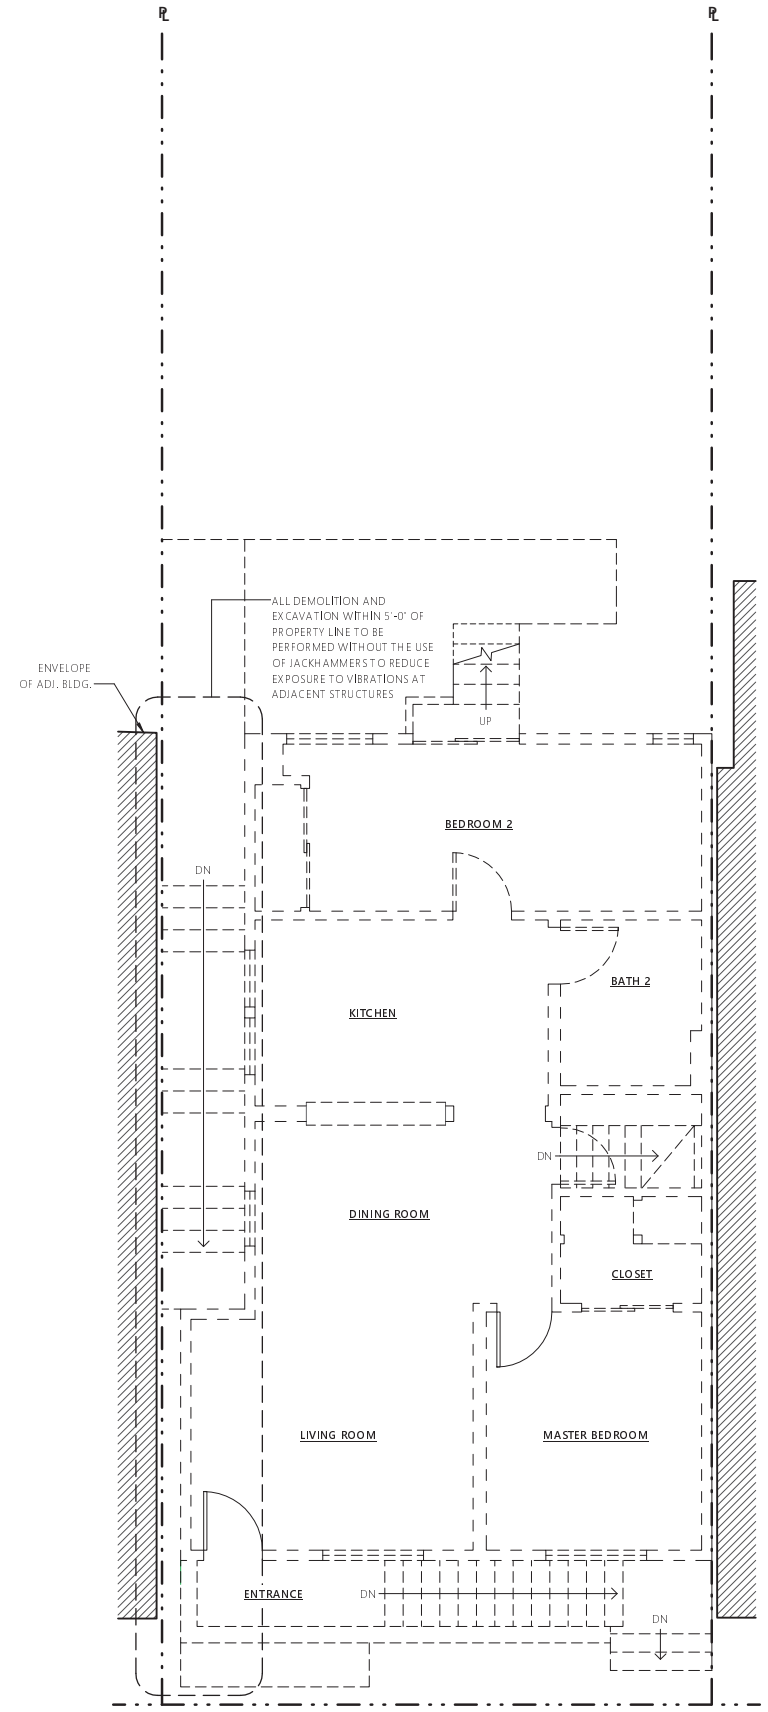 PL
PL
ALL DEMOLITION AND
EXCAVATION WITHIN 5'-0" OF
PROPERTY LINE TO BE
PERFORMED WITHOUT THE USE
OF JACKHAMMERS TO REDUCE
EXPOSURE TO VIBRATIONS AT
ADJACENT STRUCTURES
ENVELOPE
OF ADJ. BLDG.
UP
BEDROOM 2
DN
BATH 2
KITCHEN
DN
DINING ROOM
CLOSET
LIVING ROOM
MASTER BEDROOM
ENTRANCE
DN
DN